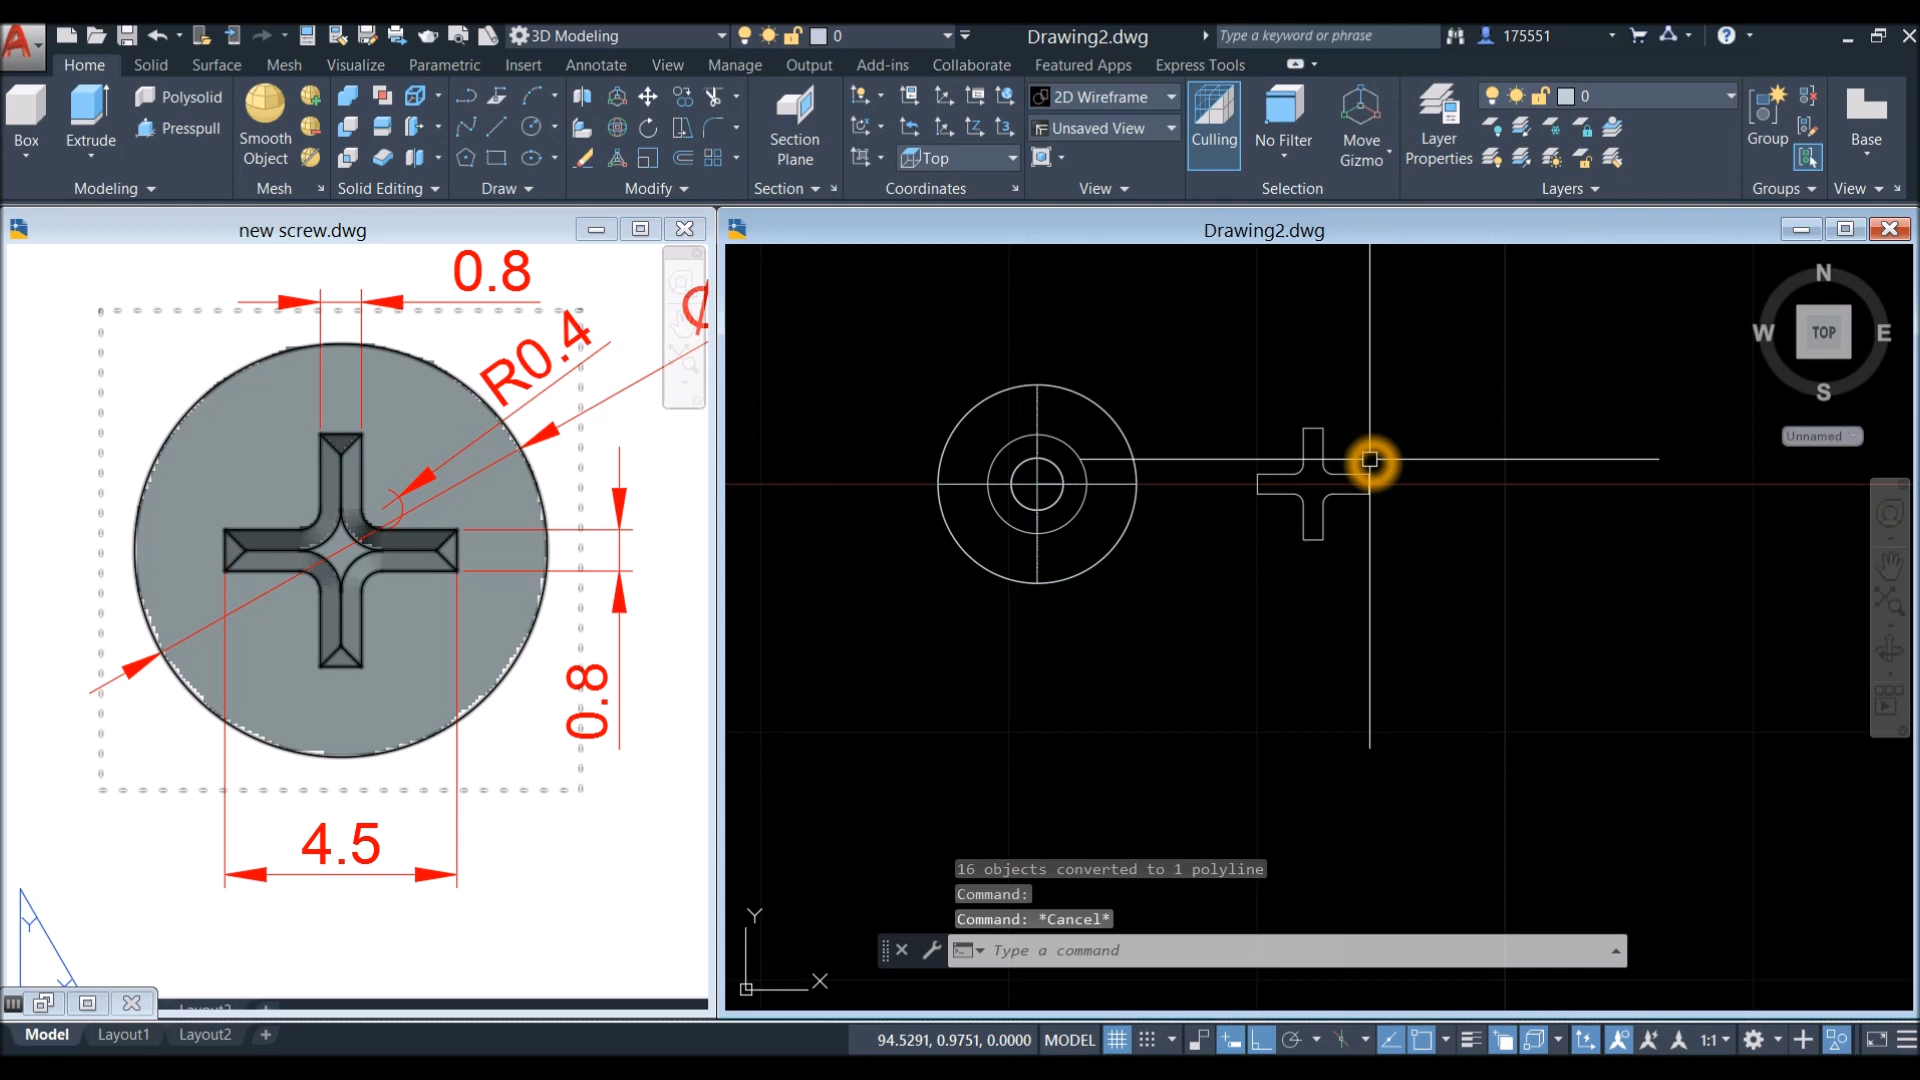 3D Modeling
0
Drawing2.dwg
Type a keyword or phrase
175551
Home Solid Surface Mesh Visualize Parametric Insert Annotate View Manage Output Add-ins Collaborate Featured Apps Express Tools
Box
Extrude
Polysolid
Presspull
Smooth Object
Section Plane
2D Wireframe
Unsaved View
Top
Culling
No Filter
Move Gizmo
Layer Properties
0
Group
Base
Modeling Mesh Solid Editing Draw Modify Section Coordinates View Selection Layers Groups View
new screw.dwg
Drawing2.dwg
0.8
R0.4
0.8
4.5
Y
N
W TOP E
S
Unnamed
16 objects converted to 1 polyline
Command:
Command: *Cancel*
Type a command
Y
X
Layout2
Model Layout1 Layout2 +
94.5291, 0.9751, 0.0000 MODEL 1:1